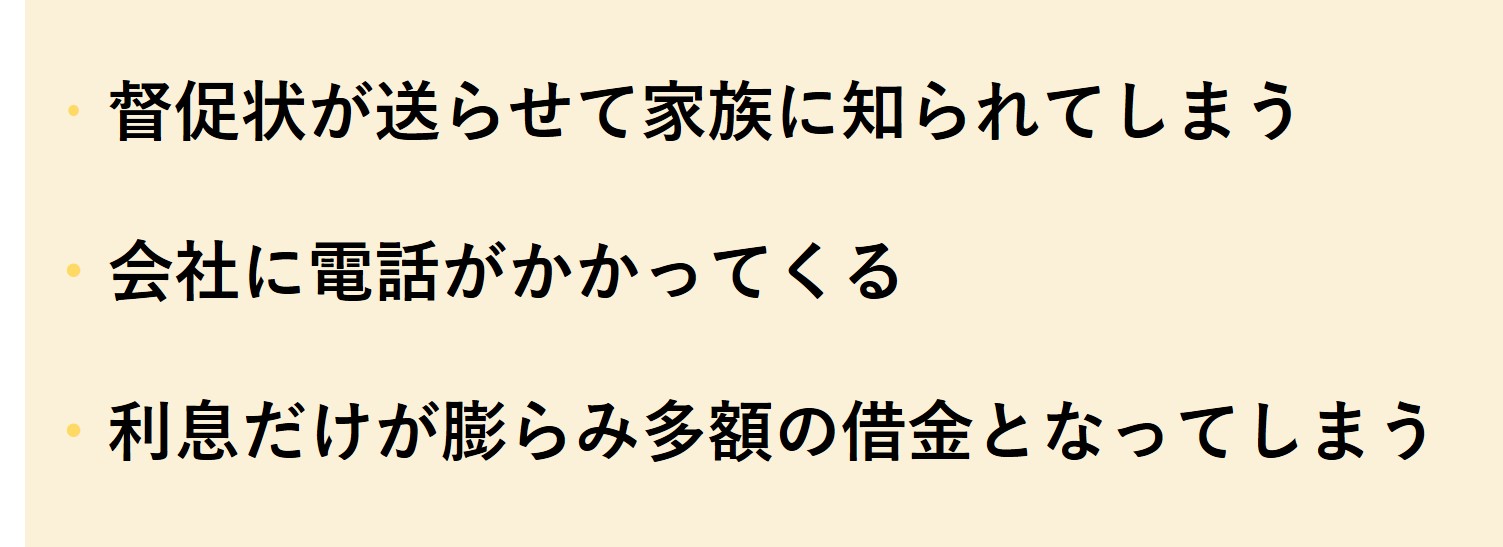 ・督促状が送らせて家族に知られてしまう
・会社に電話がかかってくる
・利息だけが膨らみ多額の借金となってしまう